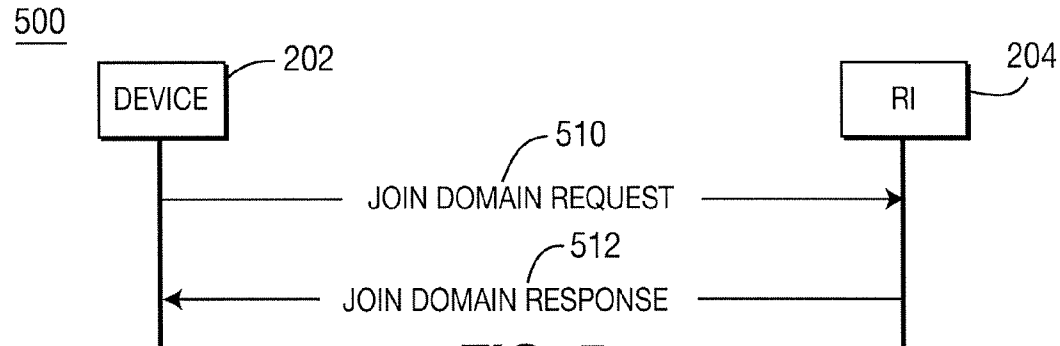 500
202
204
DEVICE
RI
510
JOIN DOMAIN REQUEST
512
JOIN DOMAIN RESPONSE